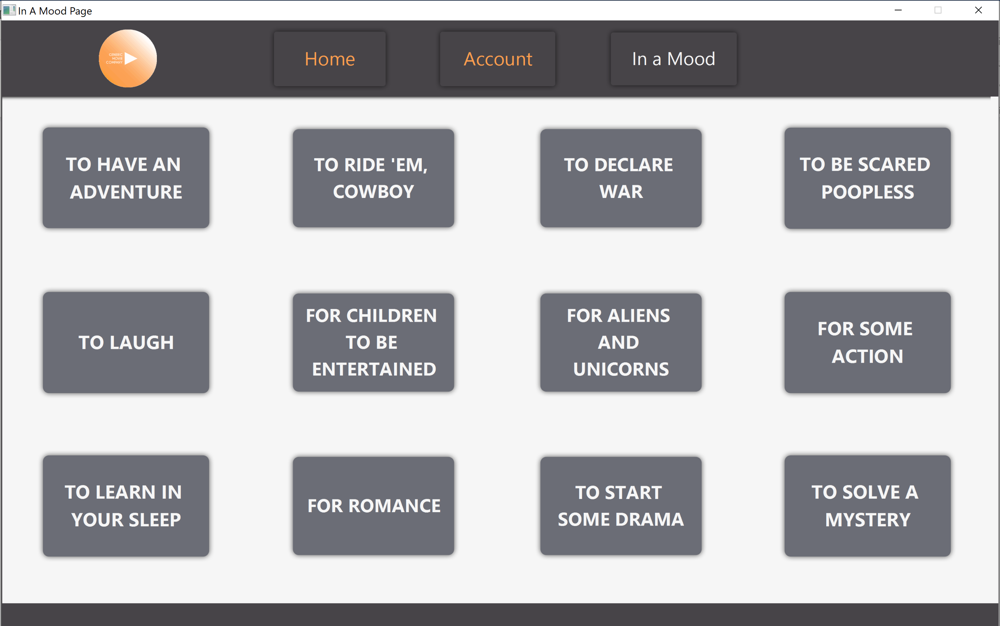 In A Mood Page
GENERIC
MOVIE
COMPANY
Home
Account
In a Mood
TO HAVE AN
ADVENTURE
TO RIDE 'EM,
COWBOY
TO DECLARE
WAR
TO BE SCARED
POOPLESS
TO LAUGH
FOR CHILDREN
TO BE
ENTERTAINED
FOR ALIENS
AND
UNICORNS
FOR SOME
ACTION
TO LEARN IN
YOUR SLEEP
FOR ROMANCE
TO START
SOME DRAMA
TO SOLVE A
MYSTERY